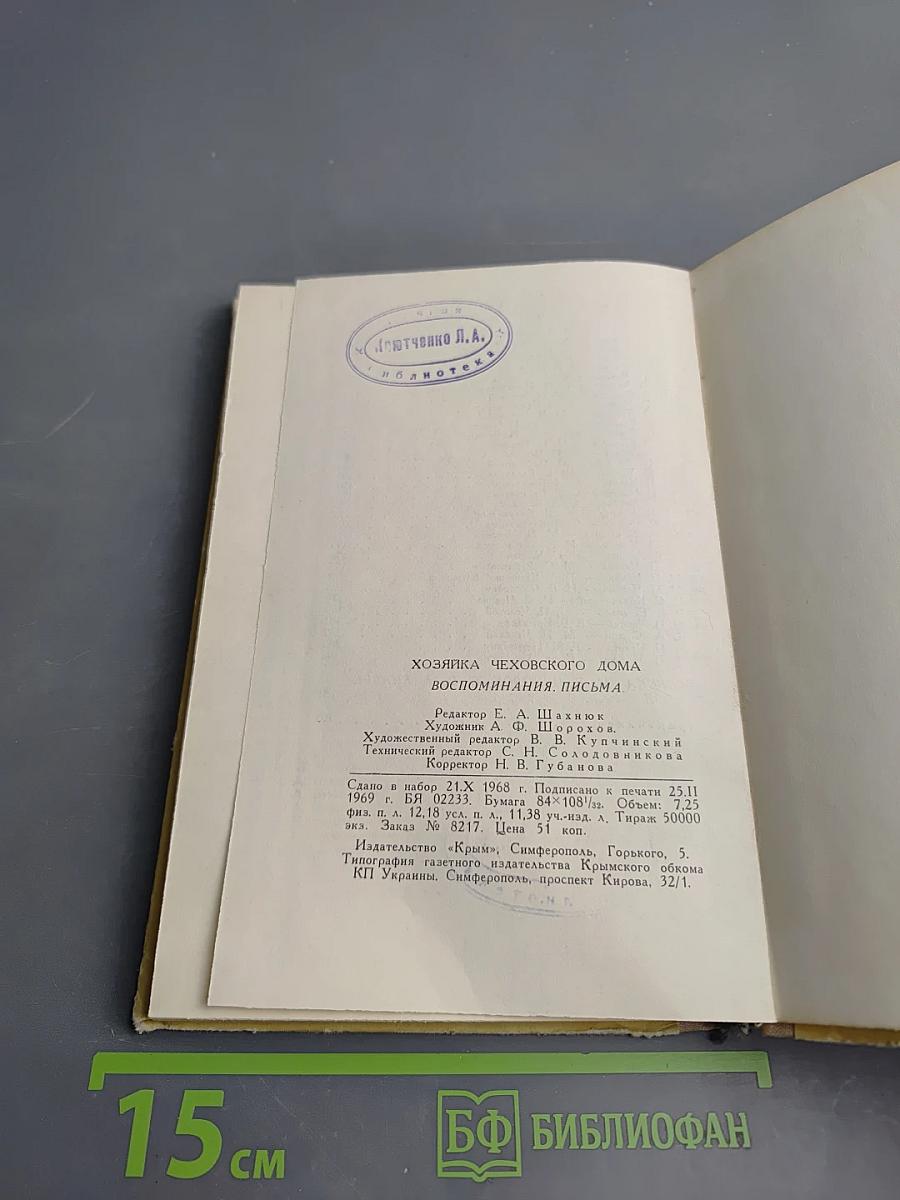 Л.А.
библиотека
ХОЗЯЙКА ЧЕХОВСКОГО ДОМА
ВОСПОМИНАНИЯ. ПИСЬМА.
Редактор Е. А. Шахнюк
Художник А. Ф. Шорохов.
Художественный редактор В. В. Купчинский
Технический редактор С. Н. Солодовникова
Корректор Н. В. Губанова
Сдано в набор 21.X 1968 г. Подписано к печати 25.II
1969 г. БЯ 02233. Бумага 84×108¹/₃₂. Объем: 7,25
физ. п. л. 12,18 усл. п. л., 11,38 уч.-изд. л. Тираж 50000
экз. Заказ № 8217. Цена 51 коп.
Издательство «Крым», Симферополь, Горького, 5.
Типография газетного издательства Крымского обкома
КП Украины. Симферополь, проспект Кирова, 32/1.
15 см
БФ БИБЛИОФАН